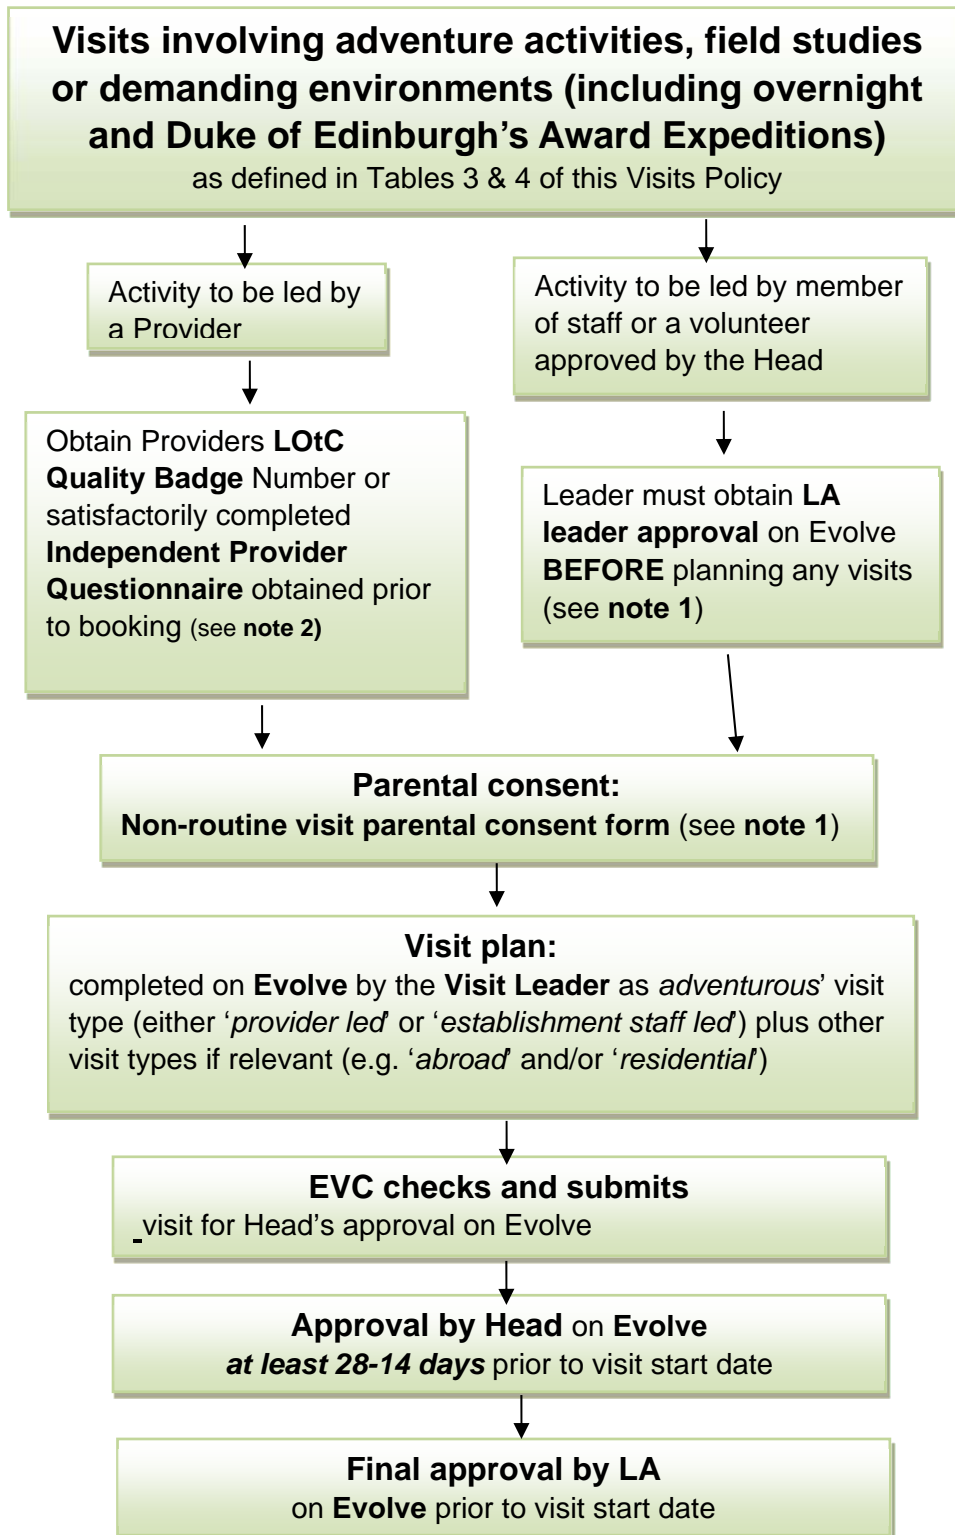 Visits involving adventure activities, field studies
or demanding environments (including overnight
and Duke of Edinburgh's Award Expeditions)
as defined in Tables 3 & 4 of this Visits Policy
Activity to be led by
a Provider
Activity to be led by member
of staff or a volunteer
approved by the Head
Obtain Providers LOtC
Quality Badge Number or
satisfactorily completed
Independent Provider
Questionnaire obtained prior
to booking (see note 2)
Leader must obtain LA
leader approval on Evolve
BEFORE planning any visits
(see note 1)
Parental consent:
Non-routine visit parental consent form (see note 1)
Visit plan:
completed on Evolve by the Visit Leader as adventurous' visit
type (either 'provider led' or 'establishment staff led') plus other
visit types if relevant (e.g. 'abroad' and/or 'residential')
EVC checks and submits
visit for Head's approval on Evolve
Approval by Head on Evolve
at least 28-14 days prior to visit start date
Final approval by LA
on Evolve prior to visit start date